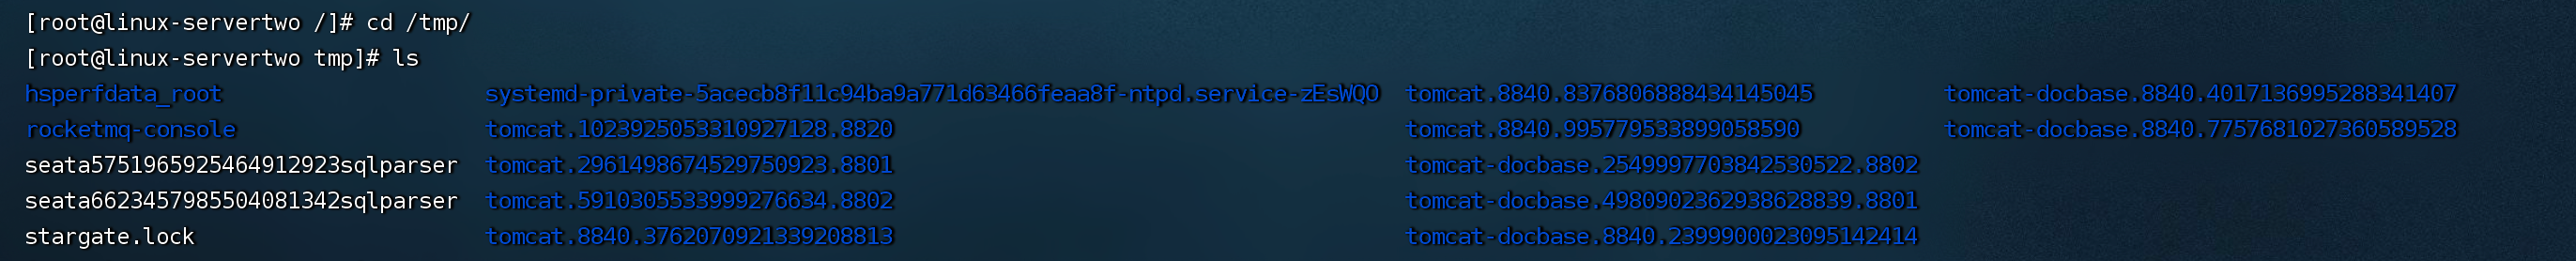 [root@linux-servertwo /]# cd /tmp/
[root@linux-servertwo tmp]# ls
hsperfdata_root systemd-private-5acecb8f11c94ba9a771d63466feaa8f-ntpd.service-zEsWQO tomcat.8840.8376806888434145045 tomcat-docbase.8840.4017136995288341407
rocketmq-console tomcat.1023925053310927128.8820 tomcat.8840.995779533899058590 tomcat-docbase.8840.7757681027360589528
seata5751965925464912923sqlparser tomcat.2961498674529750923.8801 tomcat-docbase.2549997703842530522.8802
seata6623457985504081342sqlparser tomcat.5910305533999276634.8802 tomcat-docbase.4980902362938628839.8801
stargate.lock tomcat.8840.3762070921339208813 tomcat-docbase.8840.2399900023095142414